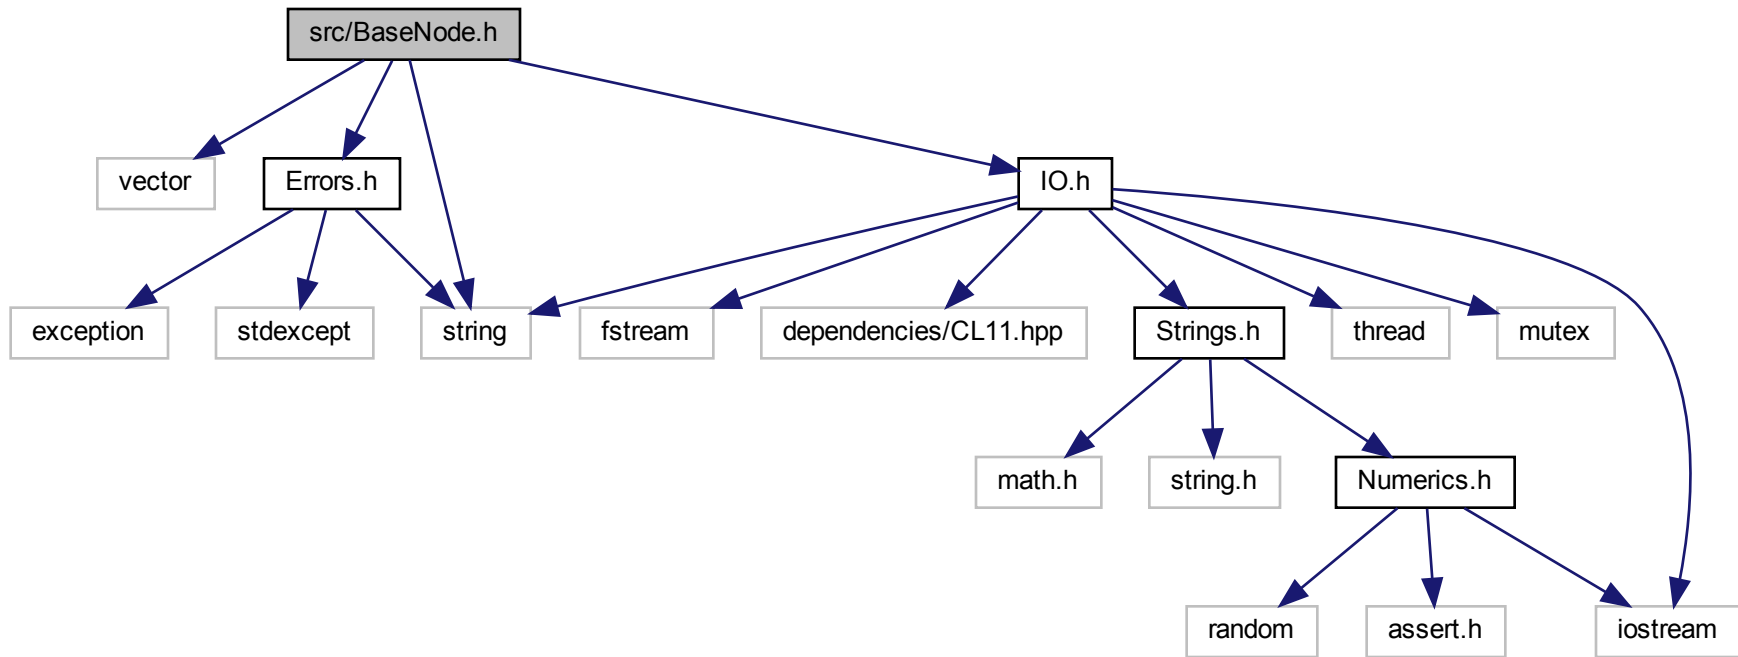 src/BaseNode.h
vector
Errors.h
IO.h
exception
stdexcept
string
fstream
dependencies/CL11.hpp
Strings.h
thread
mutex
math.h
string.h
Numerics.h
random
assert.h
iostream